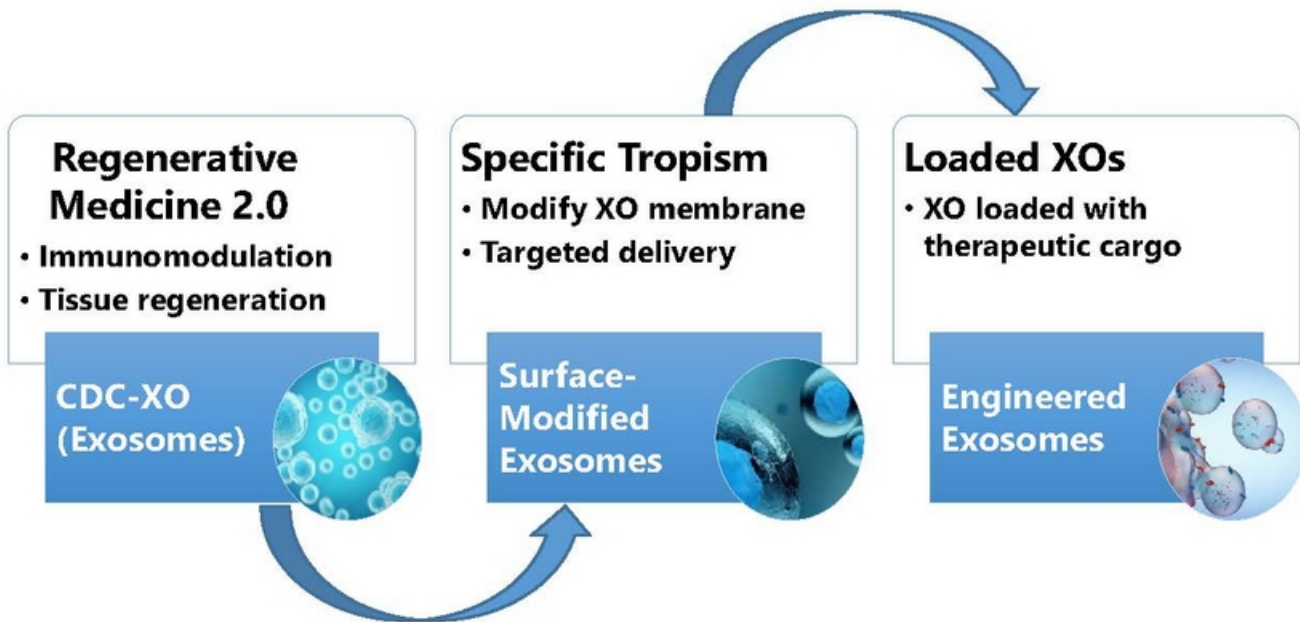 Regenerative
Medicine 2.0
• Immunomodulation
• Tissue regeneration
CDC-XO
(Exosomes)
Specific Tropism
• Modify XO membrane
• Targeted delivery
Surface-
Modified
Exosomes
Loaded XOs
• XO loaded with
therapeutic cargo
Engineered
Exosomes